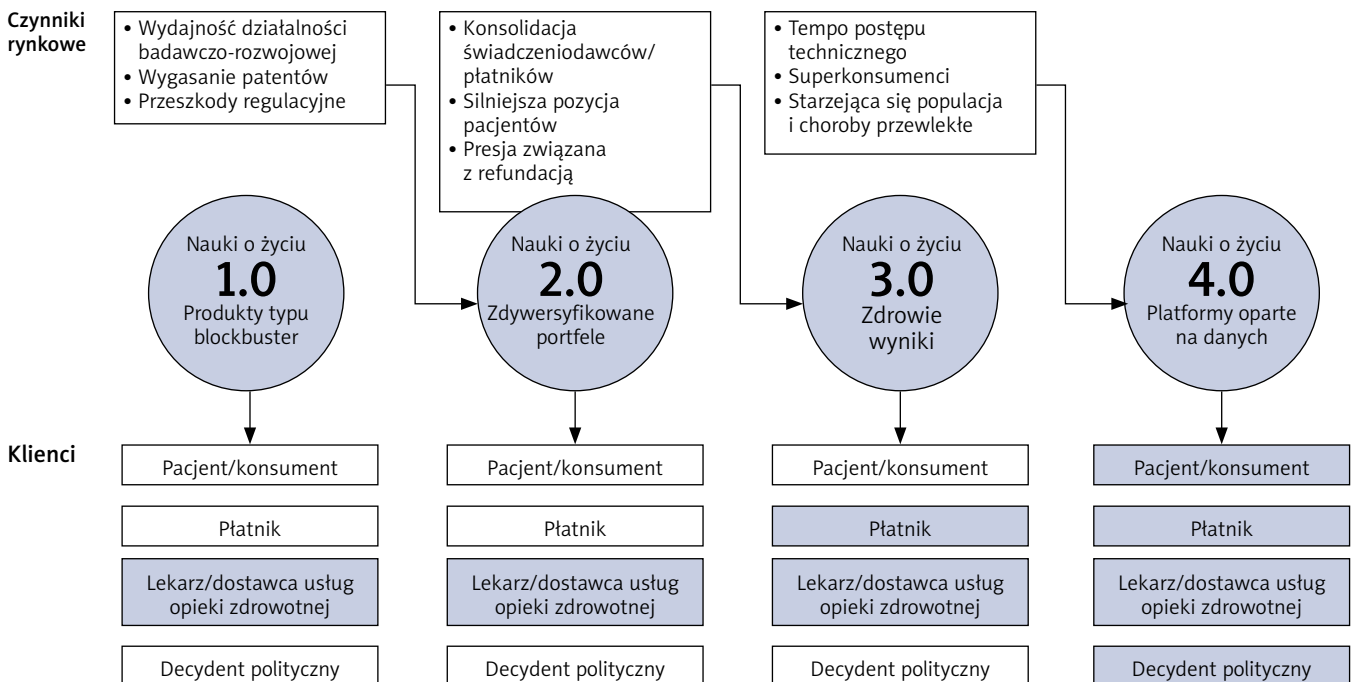 Czynniki
rynkowe
• Wydajność działalności
badawczo-rozwojowej
• Wygasanie patentów
• Przeszkody regulacyjne
• Konsolidacja
świadczeniodawców/
płatników
• Silniejsza pozycja
pacjentów
• Presja związana
z refundacją
• Tempo postępu
technicznego
• Superkonsumenci
• Starzejąca się populacja
i choroby przewlekłe
Nauki o życiu
1.0
Produkty typu
blockbuster
Nauki o życiu
2.0
Zdywersyfikowane
portfele
Nauki o życiu
3.0
Zdrowie
wyniki
Nauki o życiu
4.0
Platformy oparte
na danych
Klienci
Pacjent/konsument
Pacjent/konsument
Pacjent/konsument
Pacjent/konsument
Płatnik
Płatnik
Płatnik
Płatnik
Lekarz/dostawca usług
opieki zdrowotnej
Lekarz/dostawca usług
opieki zdrowotnej
Lekarz/dostawca usług
opieki zdrowotnej
Lekarz/dostawca usług
opieki zdrowotnej
Decydent polityczny
Decydent polityczny
Decydent polityczny
Decydent polityczny